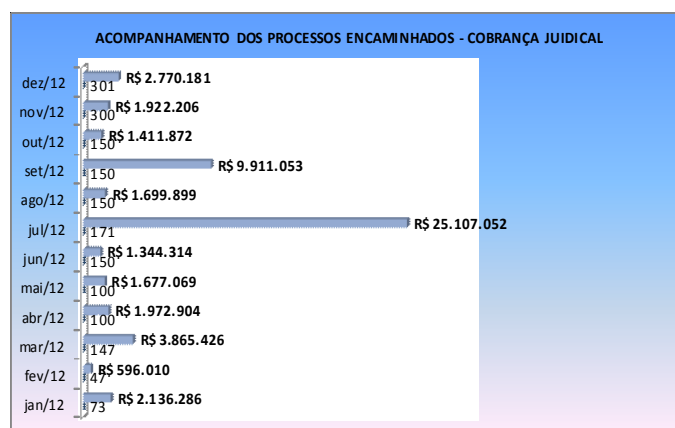 ACOMPANHAMENTO DOS PROCESSOS ENCAMINHADOS - COBRANÇA JUIDICAL
dez/12 R$ 2.770.181
301
nov/12 R$ 1.922.206
300
out/12 R$ 1.411.872
150
set/12 R$ 9.911.053
150
ago/12 R$ 1.699.899
150
jul/12 R$ 25.107.052
171
jun/12 R$ 1.344.314
150
mai/12 R$ 1.677.069
100
abr/12 R$ 1.972.904
100
mar/12 R$ 3.865.426
147
fev/12 R$ 596.010
47
jan/12 R$ 2.136.286
73